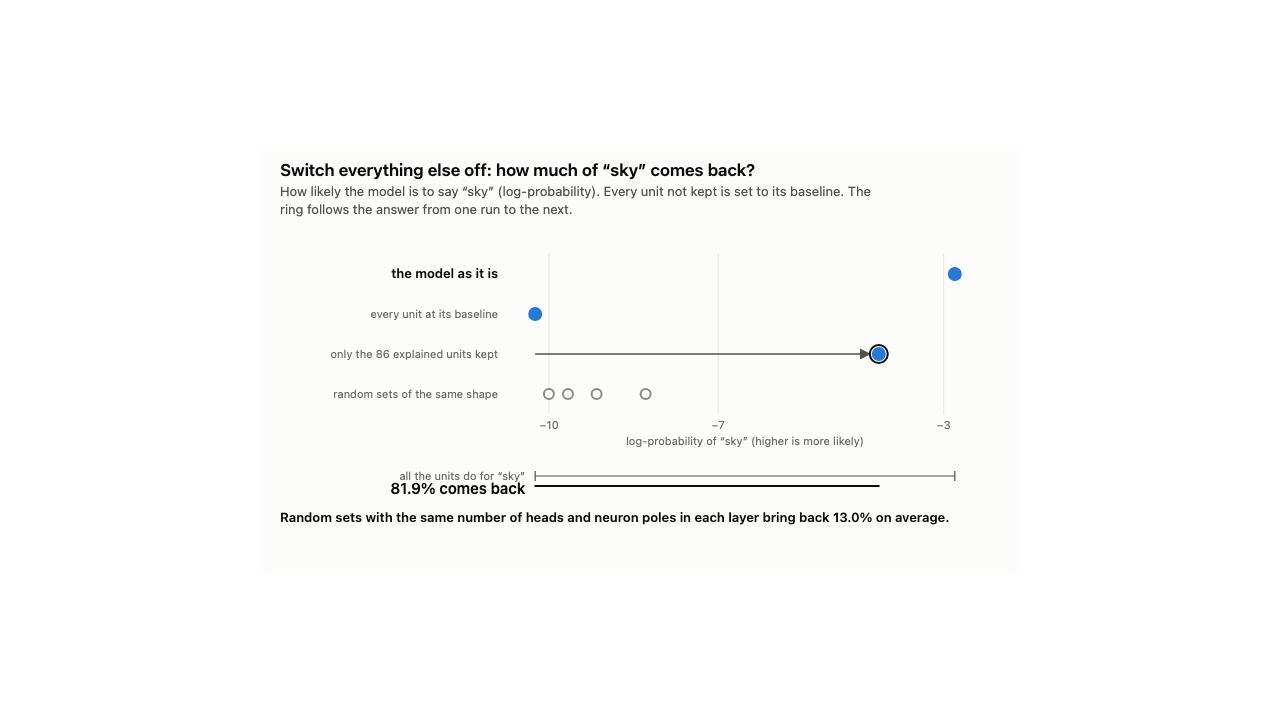 Switch everything else off: how much of “sky” comes back?
How likely the model is to say “sky” (log-probability). Every unit not kept is set to its baseline. The
ring follows the answer from one run to the next.
the model as it is
every unit at its baseline
only the 86 explained units kept
random sets of the same shape
−10 −7 −3
log-probability of “sky” (higher is more likely)
all the units do for “sky”
81.9% comes back
Random sets with the same number of heads and neuron poles in each layer bring back 13.0% on average.